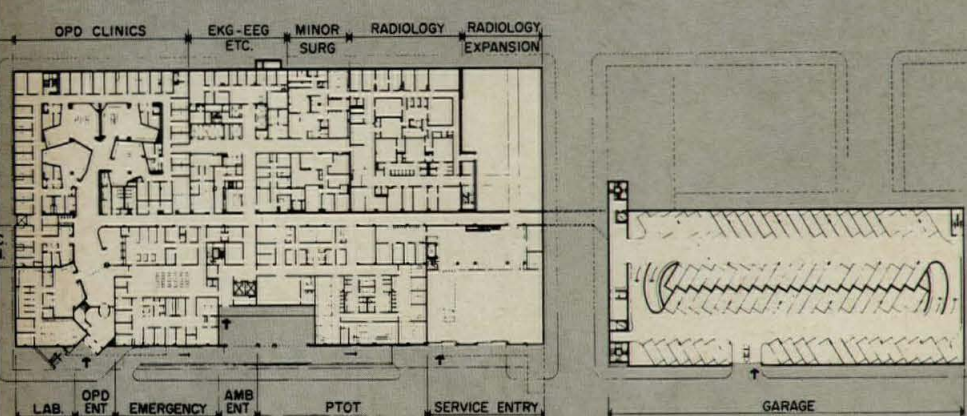 OPD CLINICS
EKG-EEG
ETC.
MINOR
SURG
RADIOLOGY
RADIOLOGY
EXPANSION
LAB.
OPD
ENT
EMERGENCY
AMB
ENT
PTOT
SERVICE ENTRY
GARAGE